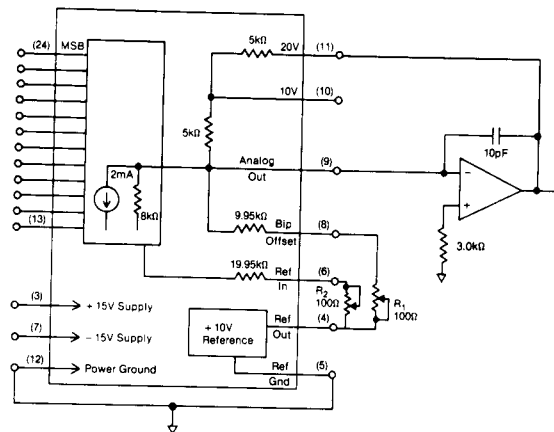 5kΩ 20V (11)
(24) MSB
10V (10)
5kΩ
10pF
Analog Out (9)
2mA
8kΩ
− 
+
9.95kΩ Bip Offset (8)
3.0kΩ
(13)
19.95kΩ Ref In (6)
R2 100Ω
R1 100Ω
(3) + 15V Supply
Ref Out (4)
+ 10V Reference
(7) − 15V Supply
(12) Power Ground
Ref Gnd (5)